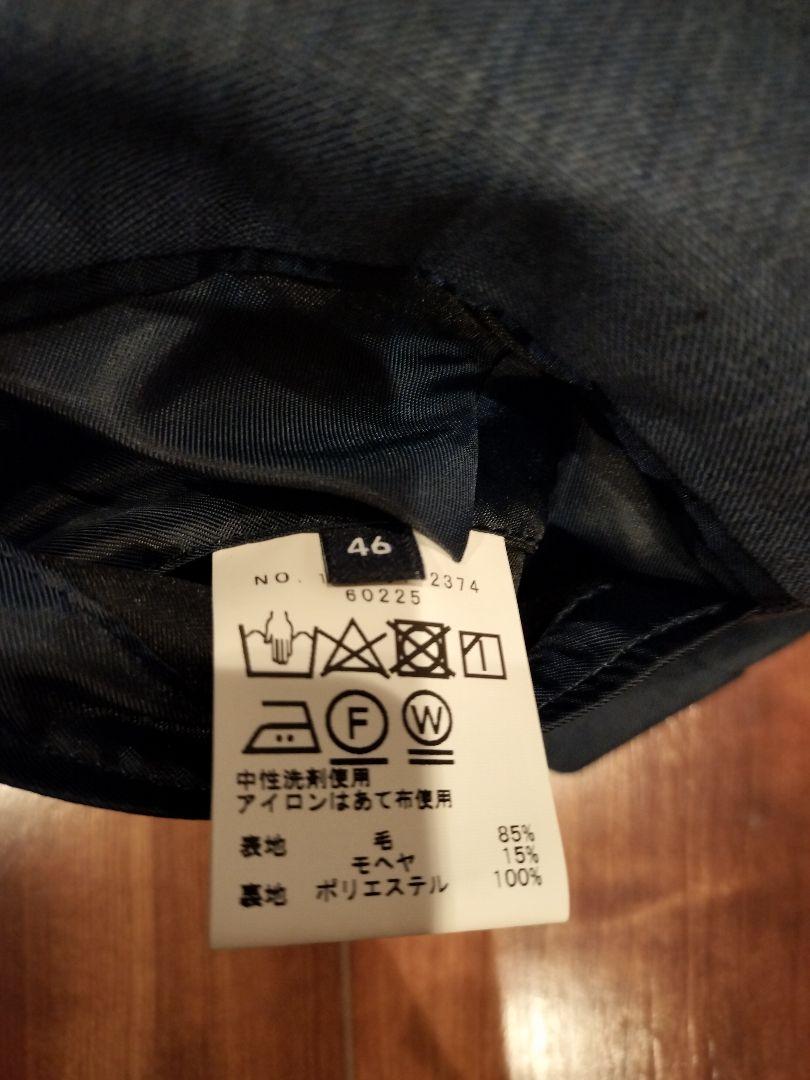 46
NO. 1 2374
60225
F W
中性洗剤使用
アイロンはあて布使用
表地 毛 85%
モヘヤ 15%
裏地 ポリエステル 100%